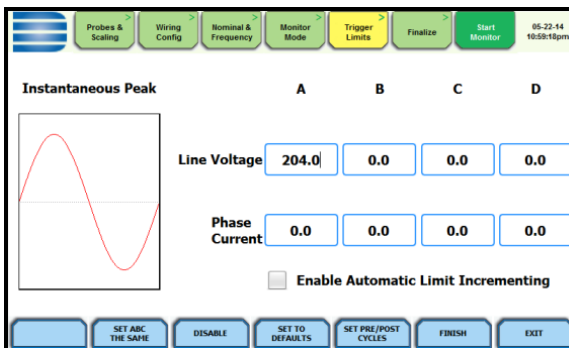 Probes &
Scaling
>
Wiring
Config
>
Nominal &
Frequency
>
Monitor
Mode
>
Trigger
Limits
>
Finalize
>
Start
Monitor
05-22-14
10:59:18pm
Instantaneous Peak
A B C D
Line Voltage 204.0 0.0 0.0 0.0
Phase
Current 0.0 0.0 0.0 0.0
Enable Automatic Limit Incrementing
SET ABC
THE SAME
DISABLE
SET TO
DEFAULTS
SET PRE/POST
CYCLES
FINISH
EXIT